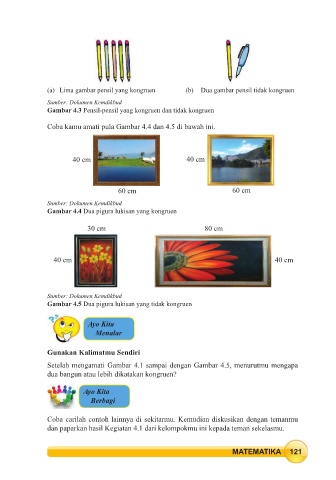 (a) Lima gambar pensil yang kongruen (b) Dua gambar pensil tidak kongruen
Sumber: Dokumen Kemdikbud
Gambar 4.3 Pensil-pensil yang kongruen dan tidak kongruen
Coba kamu amati pula Gambar 4.4 dan 4.5 di bawah ini.
40 cm 40 cm
60 cm 60 cm
Sumber: Dokumen Kemdikbud
Gambar 4.4 Dua pigura lukisan yang kongruen
30 cm 80 cm
40 cm 40 cm
Sumber: Dokumen Kemdikbud
Gambar 4.5 Dua pigura lukisan yang tidak kongruen
Ayo Kita
Menalar
Gunakan Kalimatmu Sendiri
Setelah mengamati Gambar 4.1 sampai dengan Gambar 4.5, menurutmu mengapa
dua bangun atau lebih dikatakan kongruen?
Ayo Kita
Berbagi
Coba carilah contoh lainnya di sekitarmu. Kemudian diskusikan dengan temanmu
dan paparkan hasil Kegiatan 4.1 dari kelompokmu ini kepada teman sekelasmu.
MATEMATIKA 121